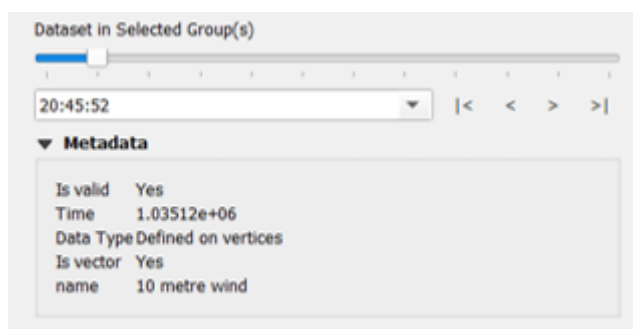 Dataset in Selected Group(s)
20:45:52 |< < > >|
Metadata
Is valid Yes
Time 1.03512e+06
Data Type Defined on vertices
Is vector Yes
name 10 metre wind